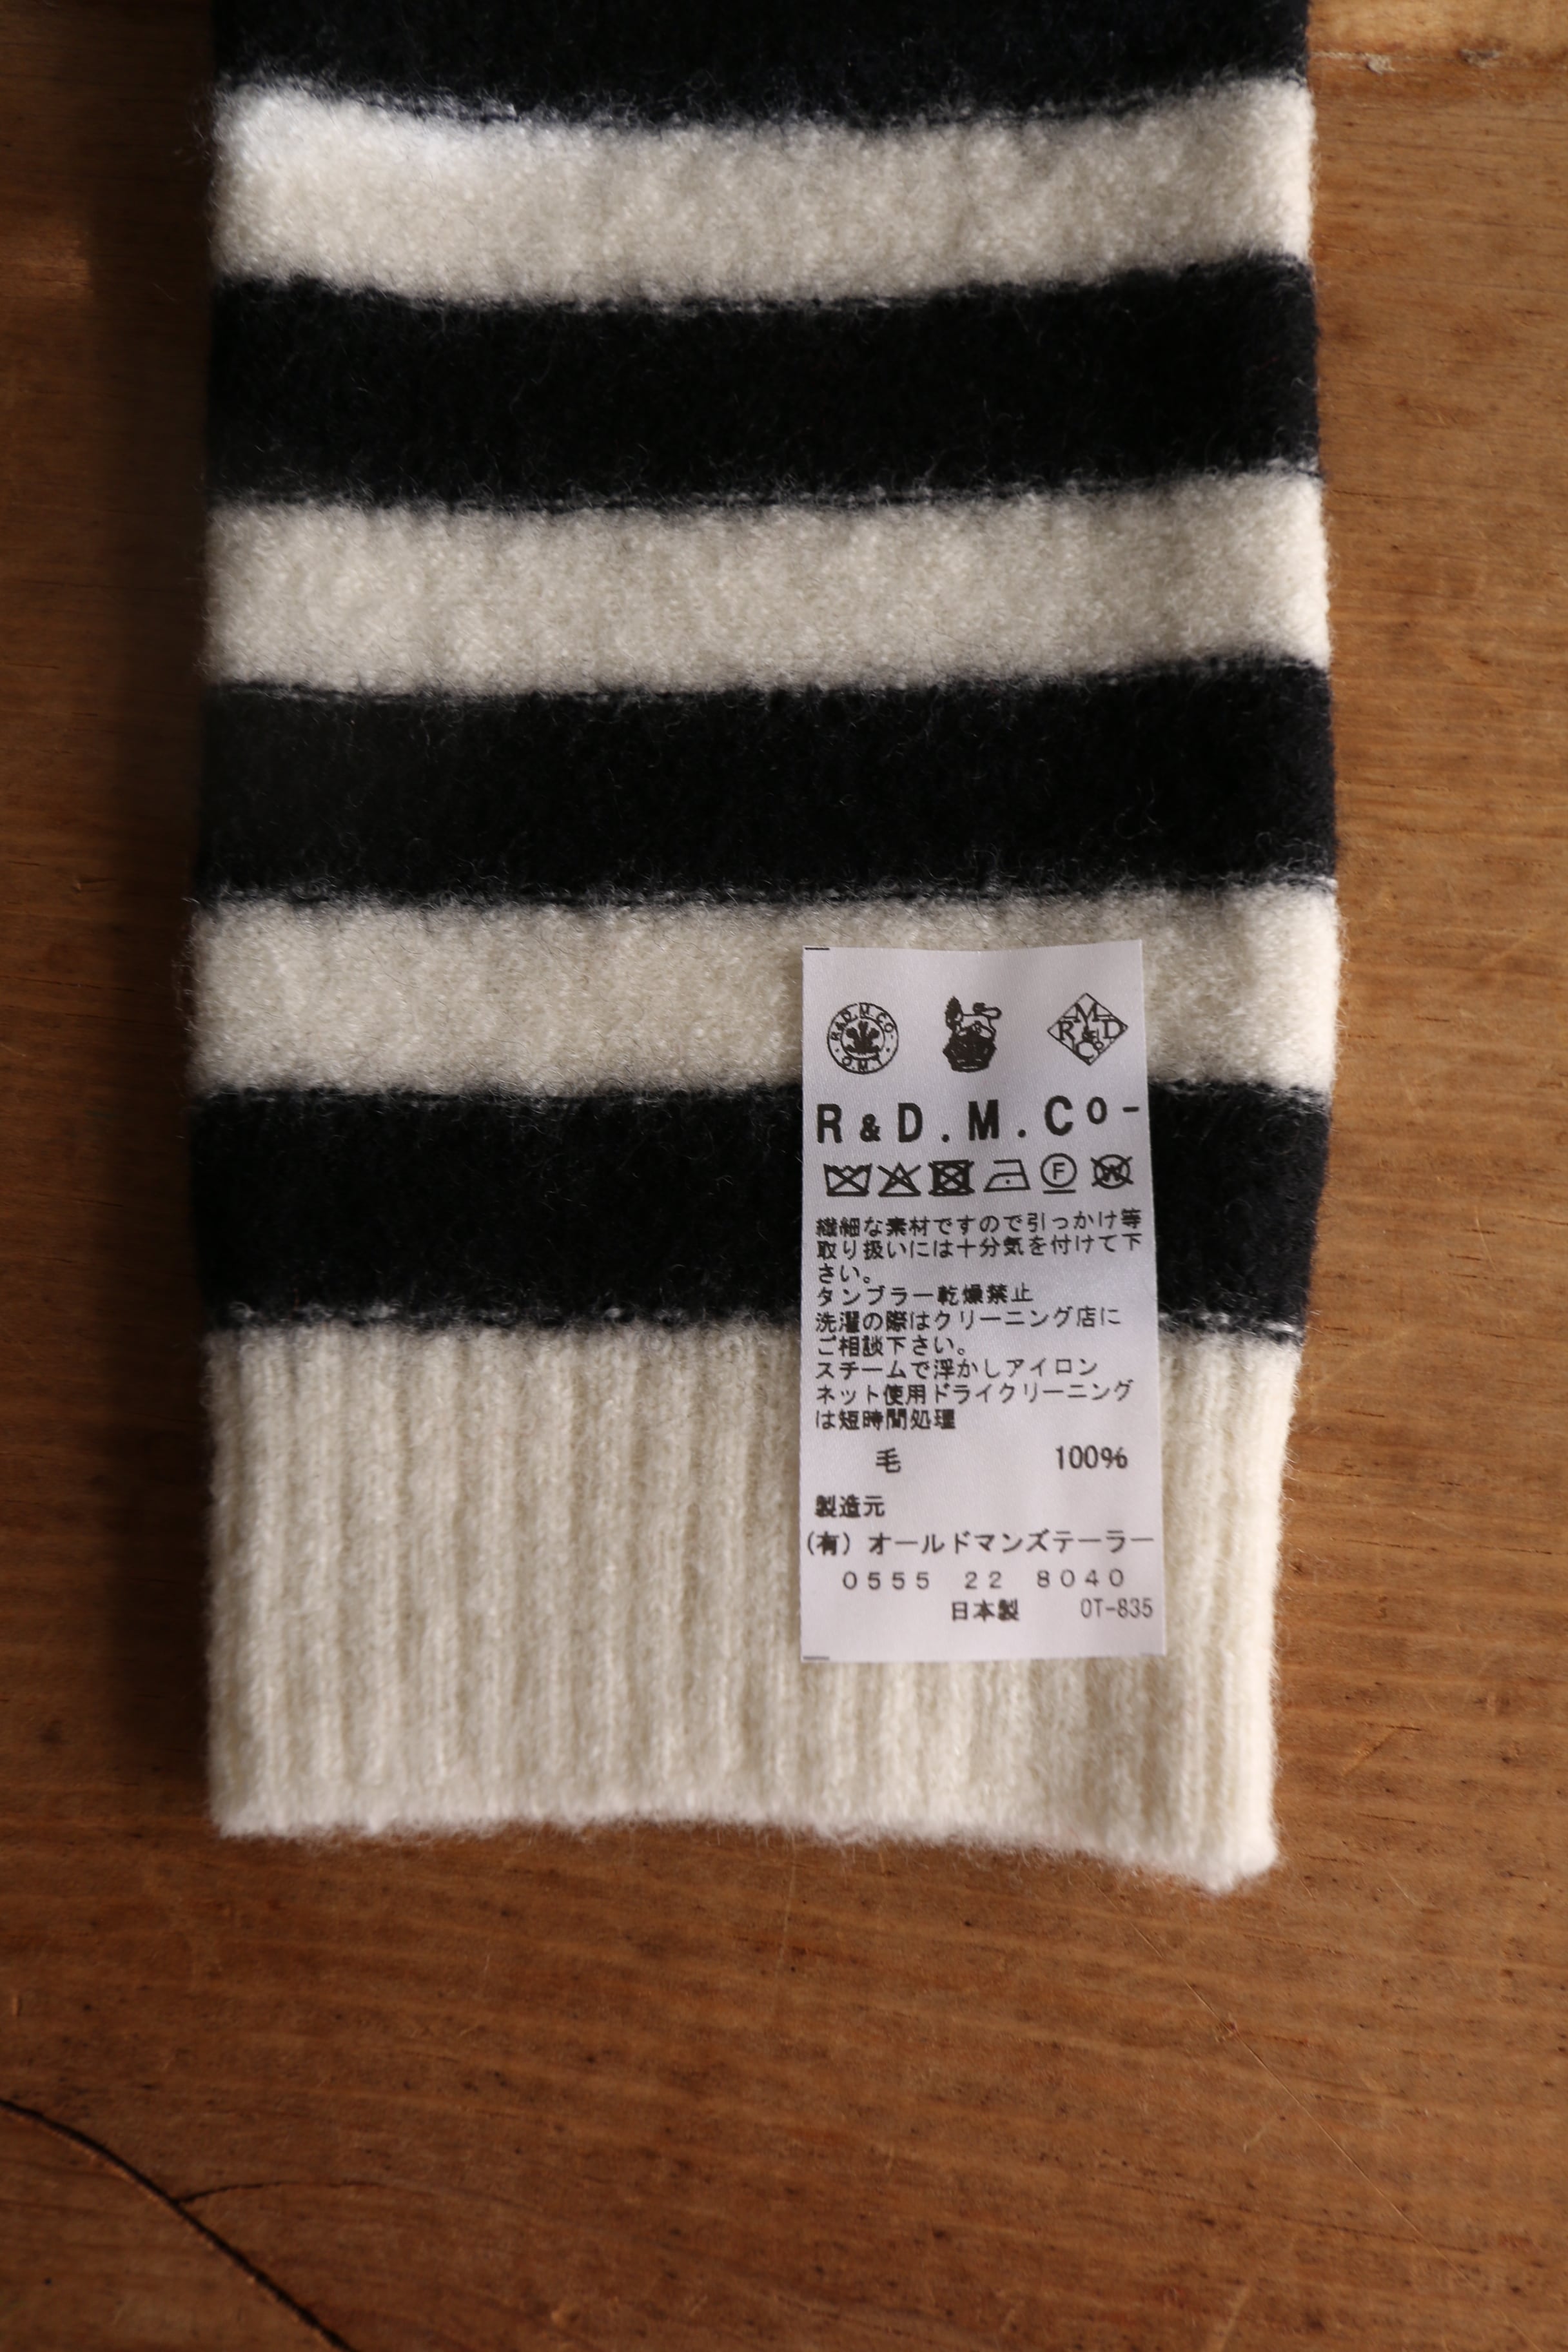 R&D.M.CO-
O.M.T
M
R&D
Co
R&D.M.Co-
F
W
繊細な素材ですので引っかけ等
取り扱いには十分気を付けて下
さい。
タンブラー乾燥禁止
洗濯の際はクリーニング店に
ご相談下さい。
スチームで浮かしアイロン
ネット使用ドライクリーニング
は短時間処理
毛 100%
製造元
(有) オールドマンズテーラー
0555 22 8040
日本製 OT-835